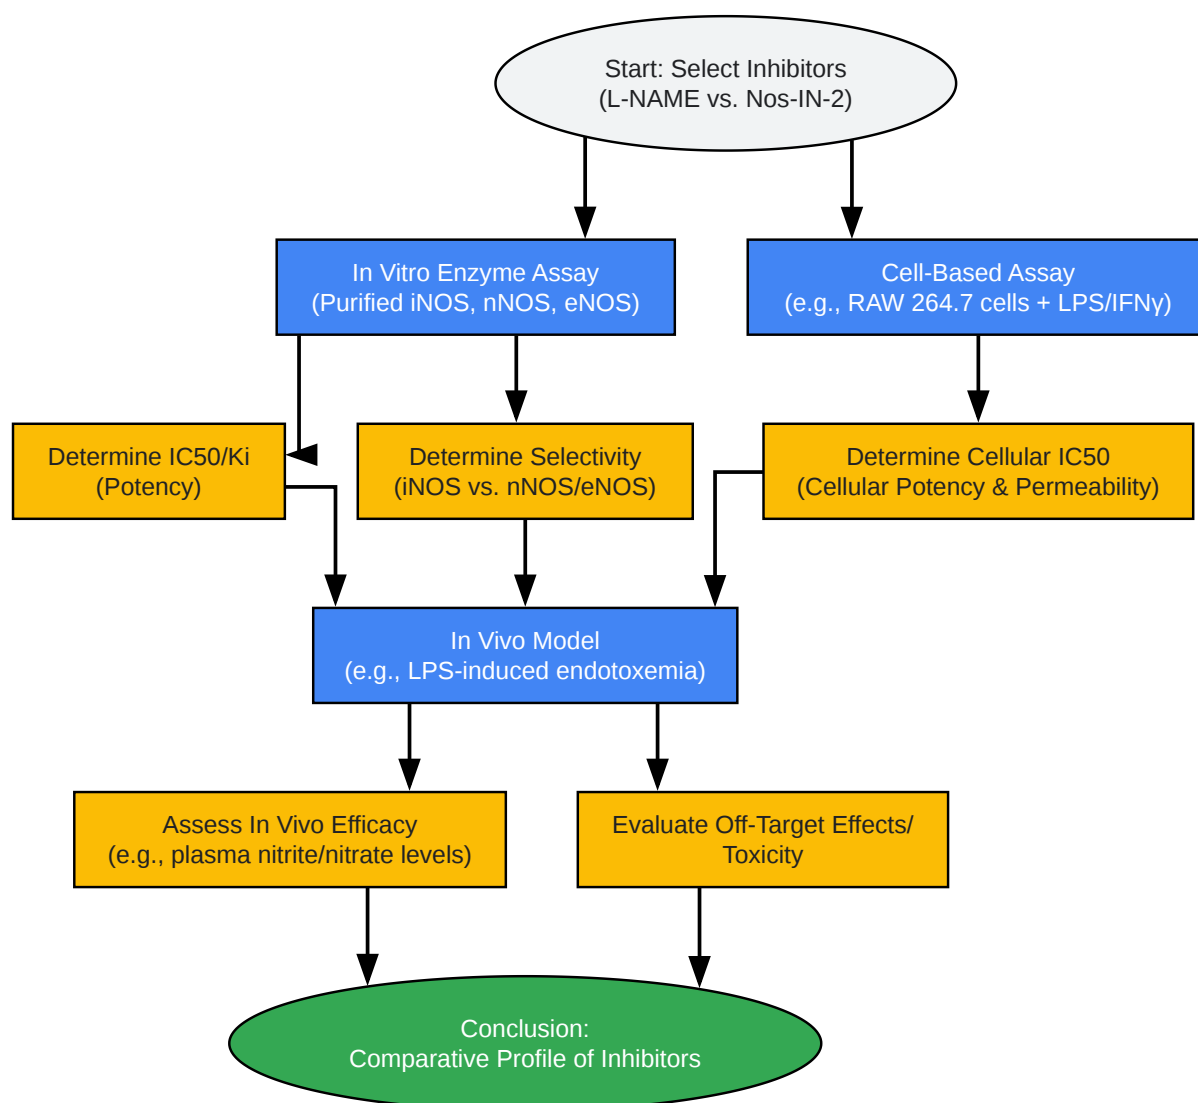 Start: Select Inhibitors
(L-NAME vs. Nos-IN-2)
In Vitro Enzyme Assay
(Purified iNOS, nNOS, eNOS)
Cell-Based Assay
(e.g., RAW 264.7 cells + LPS/IFNγ)
Determine IC50/Ki
(Potency)
Determine Selectivity
(iNOS vs. nNOS/eNOS)
Determine Cellular IC50
(Cellular Potency & Permeability)
In Vivo Model
(e.g., LPS-induced endotoxemia)
Assess In Vivo Efficacy
(e.g., plasma nitrite/nitrate levels)
Evaluate Off-Target Effects/
Toxicity
Conclusion:
Comparative Profile of Inhibitors